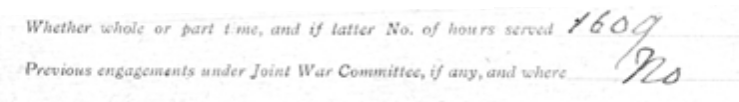 Whether whole or part time, and if latter No. of hours served 1609
Previous engagements under Joint War Committee, if any, and where No